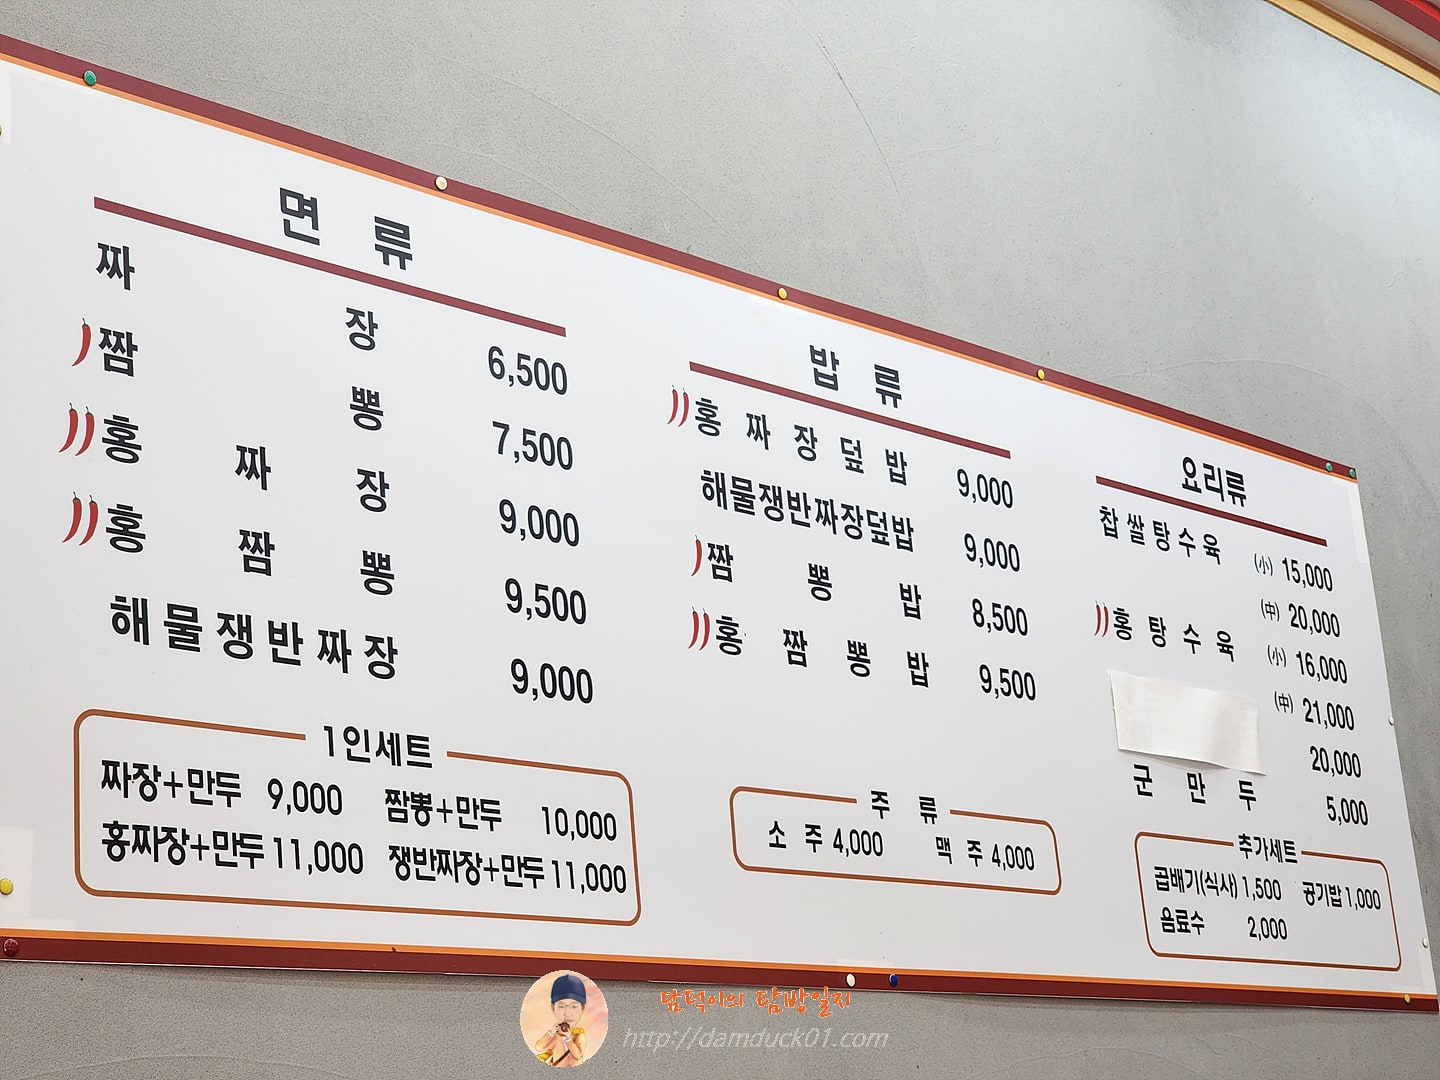 면 류
짜 장 6,500
짬 뽕 7,500
홍 짜 장 9,000
홍 짬 뽕 9,500
해물쟁반짜장 9,000
1인세트
짜장+만두 9,000 짬뽕+만두 10,000
홍짜장+만두 11,000 쟁반짜장+만두 11,000
밥 류
홍 짜 장 덮 밥 9,000
해물쟁반짜장덮밥 9,000
짬 뽕 밥 8,500
홍 짬 뽕 밥 9,500
주 류
소 주 4,000 맥 주 4,000
요리류
찹쌀탕수육 (小) 15,000
(中) 20,000
홍 탕 수 육 (小) 16,000
(中) 21,000
20,000
군 만 두 5,000
추가세트
곱배기(식사) 1,500 공기밥 1,000
음료수 2,000
담덕이의 탐방일지
http://damduck01.com